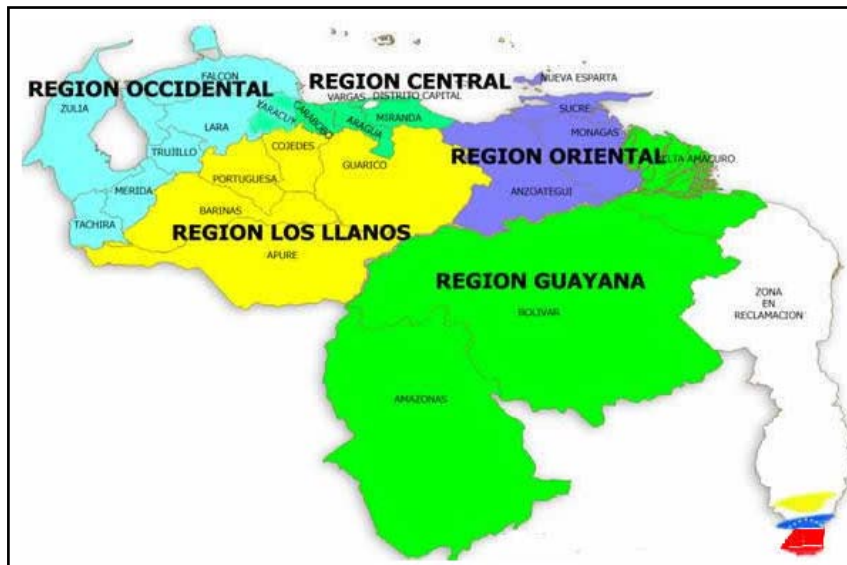 FALCON
REGION OCCIDENTAL
ZULIA
LARA
TRUJILLO
MERIDA
TACHIRA
REGION CENTRAL
VARGAS
DISTRITO CAPITAL
YARACUY
CARABOBO
ARAGUA
MIRANDA
NUEVA ESPARTA
SUCRE
MONAGAS
REGION ORIENTAL
ANZOATEGUI
COJEDES
GUARICO
PORTUGUESA
BARINAS
REGION LOS LLANOS
APURE
LTA AMACURO
REGION GUAYANA
BOLIVAR
AMAZONAS
ZONA
EN
RECLAMACION